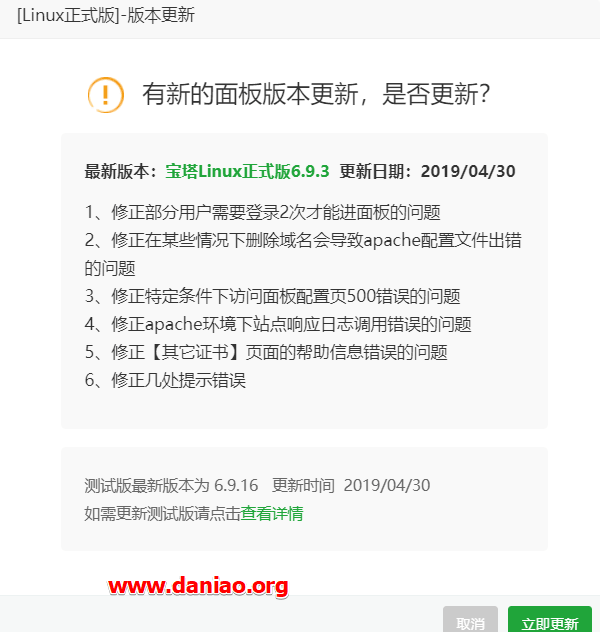 [Linux正式版]-版本更新
有新的面板版本更新，是否更新？
最新版本：宝塔Linux正式版6.9.3 更新日期：2019/04/30
1、修正部分用户需要登录2次才能进面板的问题
2、修正在某些情况下删除域名会导致apache配置文件出错
的问题
3、修正特定条件下访问面板配置页500错误的问题
4、修正apache环境下站点响应日志调用错误的问题
5、修正【其它证书】页面的帮助信息错误的问题
6、修正几处提示错误
测试版最新版本为 6.9.16 更新时间 2019/04/30
如需更新测试版请点击查看详情
www.daniao.org
取消 立即更新